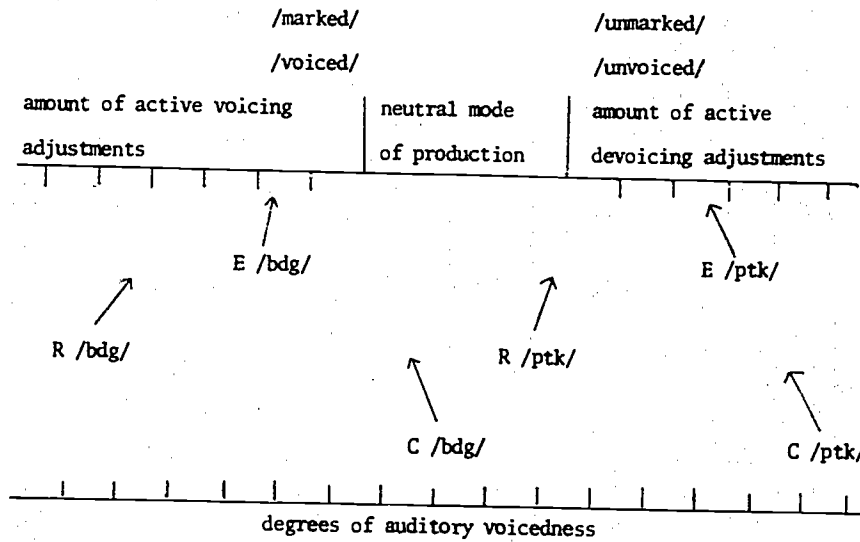 /marked/ /unmarked/
/voiced/ /unvoiced/
amount of active voicing neutral mode amount of active
adjustments of production devoicing adjustments
E /bdg/ E /ptk/
R /bdg/ R /ptk/
C /bdg/ C /ptk/
degrees of auditory voicedness